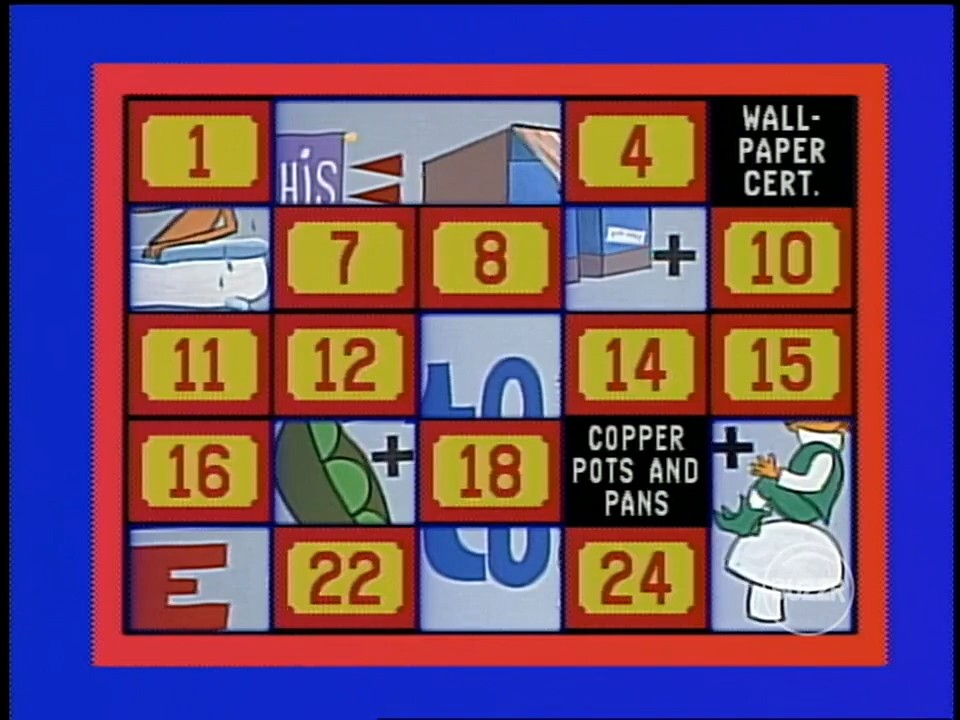 1
HiS
4
WALL-
PAPER
CERT.
7
8
+
10
11
12
14
15
16
+
18
COPPER
POTS AND
PANS
+
E
22
24
BUZZR